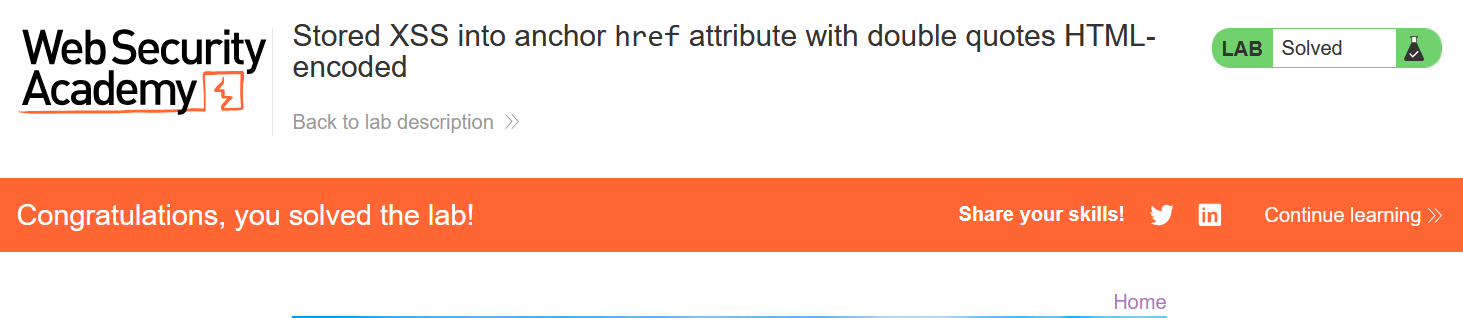 Web Security
Academy
Stored XSS into anchor href attribute with double quotes HTML-
encoded
Back to lab description
LAB Solved
Congratulations, you solved the lab!
Share your skills!
Continue learning
Home